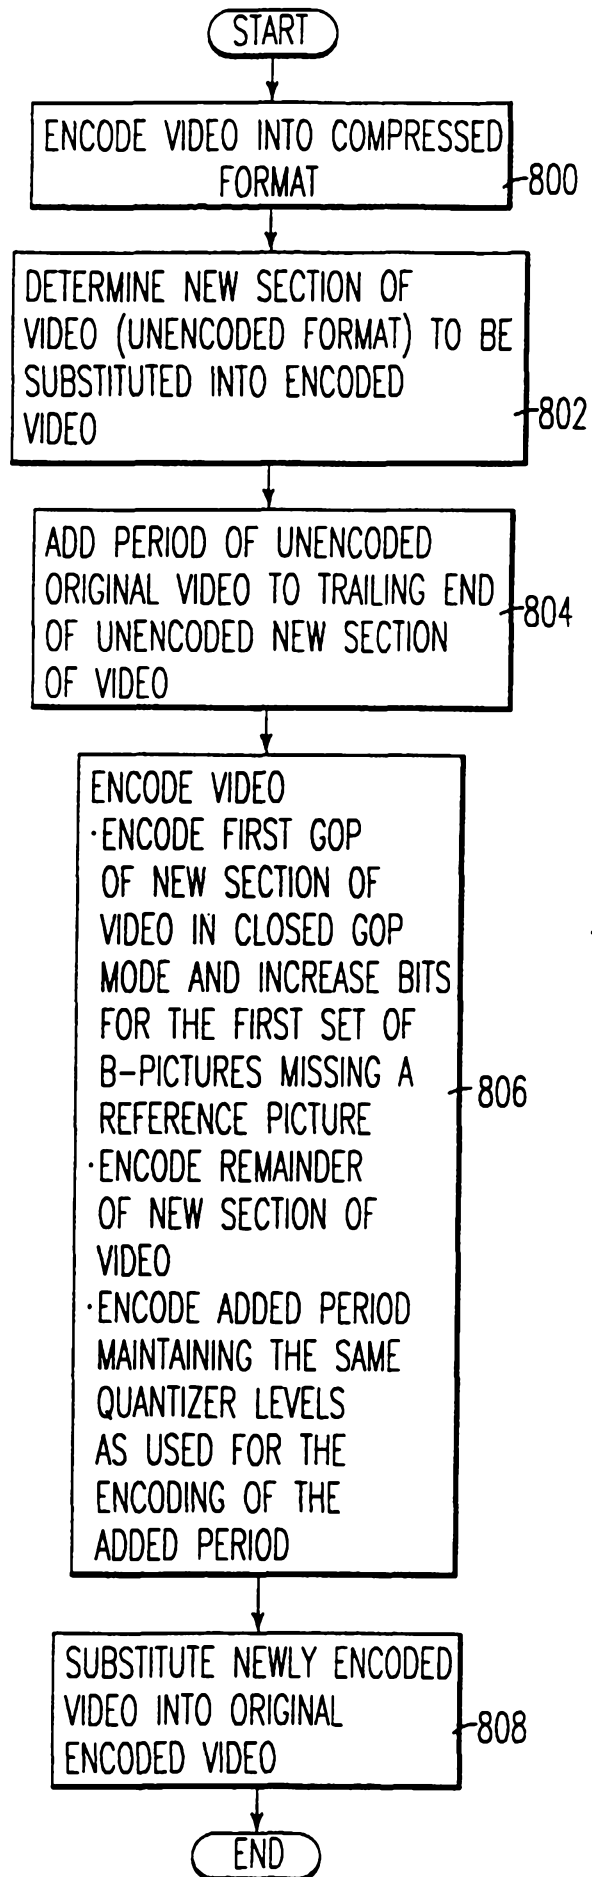 START
ENCODE VIDEO INTO COMPRESSED
FORMAT
800
DETERMINE NEW SECTION OF
VIDEO (UNENCODED FORMAT) TO BE
SUBSTITUTED INTO ENCODED
VIDEO
802
ADD PERIOD OF UNENCODED
ORIGINAL VIDEO TO TRAILING END
OF UNENCODED NEW SECTION
OF VIDEO
804
ENCODE VIDEO
·ENCODE FIRST GOP
OF NEW SECTION OF
VIDEO IN CLOSED GOP
MODE AND INCREASE BITS
FOR THE FIRST SET OF
B-PICTURES MISSING A
REFERENCE PICTURE
·ENCODE REMAINDER
OF NEW SECTION OF
VIDEO
·ENCODE ADDED PERIOD
MAINTAINING THE SAME
QUANTIZER LEVELS
AS USED FOR THE
ENCODING OF THE
ADDED PERIOD
806
SUBSTITUTE NEWLY ENCODED
VIDEO INTO ORIGINAL
ENCODED VIDEO
808
END